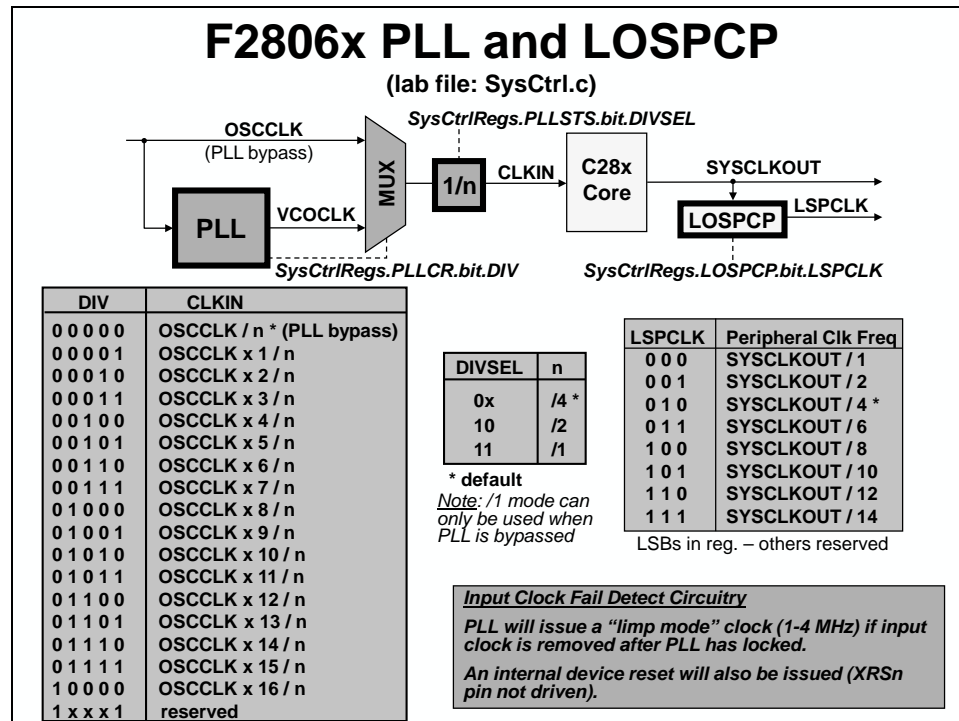 F2806x PLL and LOSPCP
(lab file: SysCtrl.c)
SysCtrlRegs.PLLSTS.bit.DIVSEL
OSCCLK
(PLL bypass)
PLL
VCOCLK
MUX
1/n
CLKIN
C28x
Core
SYSCLKOUT
LOSPCP
LSPCLK
SysCtrlRegs.PLLCR.bit.DIV
SysCtrlRegs.LOSPCP.bit.LSPCLK
DIV CLKIN
0 0 0 0 0 OSCCLK / n * (PLL bypass)
0 0 0 0 1 OSCCLK x 1 / n
0 0 0 1 0 OSCCLK x 2 / n
0 0 0 1 1 OSCCLK x 3 / n
0 0 1 0 0 OSCCLK x 4 / n
0 0 1 0 1 OSCCLK x 5 / n
0 0 1 1 0 OSCCLK x 6 / n
0 0 1 1 1 OSCCLK x 7 / n
0 1 0 0 0 OSCCLK x 8 / n
0 1 0 0 1 OSCCLK x 9 / n
0 1 0 1 0 OSCCLK x 10 / n
0 1 0 1 1 OSCCLK x 11 / n
0 1 1 0 0 OSCCLK x 12 / n
0 1 1 0 1 OSCCLK x 13 / n
0 1 1 1 0 OSCCLK x 14 / n
0 1 1 1 1 OSCCLK x 15 / n
1 0 0 0 0 OSCCLK x 16 / n
1 x x x 1 reserved
DIVSEL n
0x /4 *
10 /2
11 /1
* default
Note: /1 mode can
only be used when
PLL is bypassed
LSPCLK Peripheral Clk Freq
0 0 0 SYSCLKOUT / 1
0 0 1 SYSCLKOUT / 2
0 1 0 SYSCLKOUT / 4 *
0 1 1 SYSCLKOUT / 6
1 0 0 SYSCLKOUT / 8
1 0 1 SYSCLKOUT / 10
1 1 0 SYSCLKOUT / 12
1 1 1 SYSCLKOUT / 14
LSBs in reg. – others reserved
Input Clock Fail Detect Circuitry
PLL will issue a “limp mode” clock (1-4 MHz) if input
clock is removed after PLL has locked.
An internal device reset will also be issued (XRSn
pin not driven).